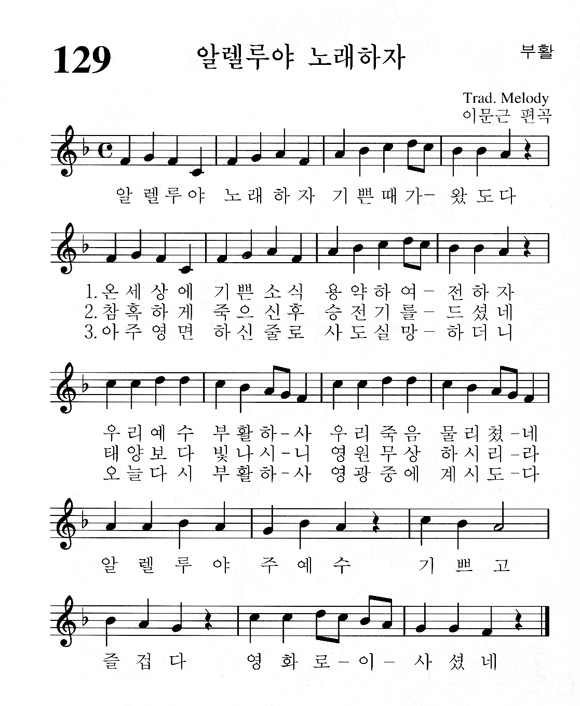 129
알렐루야 노래하자
부활
Trad. Melody
이문근 편곡
알 렐 루 야 노 래 하 자 기 쁜 때 가 - 왔 도 다
1. 온 세 상 에 기 쁜 소 식 용 약 하 여 - 전 하 자
2. 참 혹 하 게 죽 으 신 후 승 전 기 를 - 드 셨 네
3. 아 주 영 면 하 신 줄 로 사 도 실 망 - 하 더 니
우 리 예 수 부 활 하 - 사 우 리 죽 음 물 리 쳤 - 네
태 양 보 다 빛 나 시 - 니 영 원 무 상 하 시 리 - 라
오 늘 다 시 부 활 하 - 사 영 광 중 에 계 시 도 - 다
알 렐 루 야 주 예 수 기 쁘 고
즐 겁 다 영 화 로 - 이 - 사 셨 네